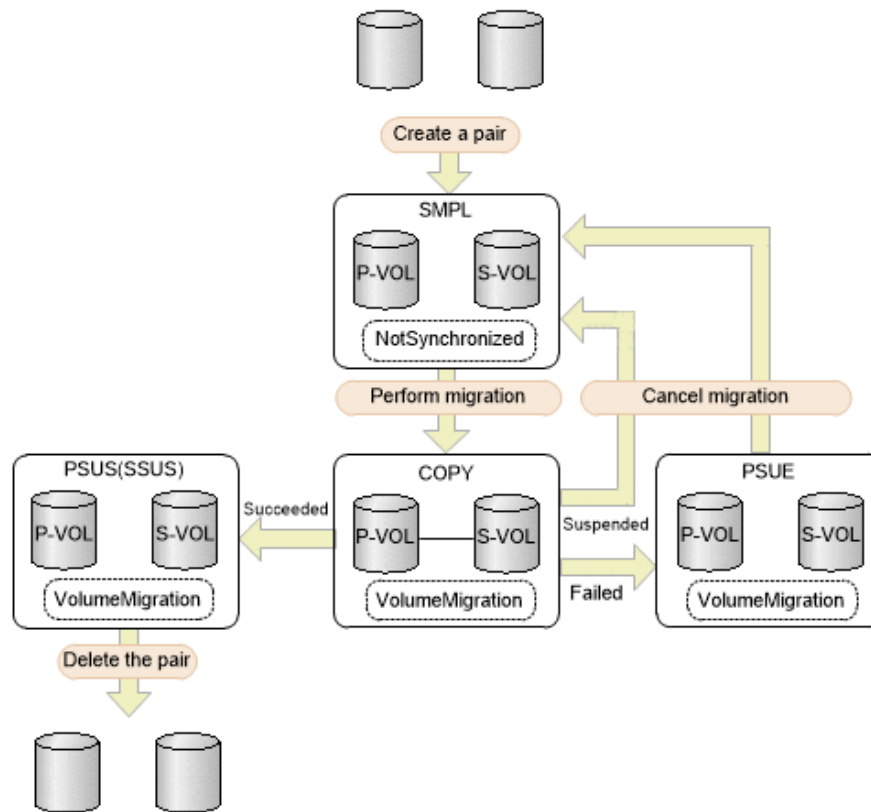 Create a pair
SMPL
P-VOL
S-VOL
NotSynchronized
Perform migration
Cancel migration
PSUS(SSUS)
P-VOL
S-VOL
VolumeMigration
Succeeded
COPY
P-VOL
S-VOL
VolumeMigration
Suspended
Failed
PSUE
P-VOL
S-VOL
VolumeMigration
Delete the pair